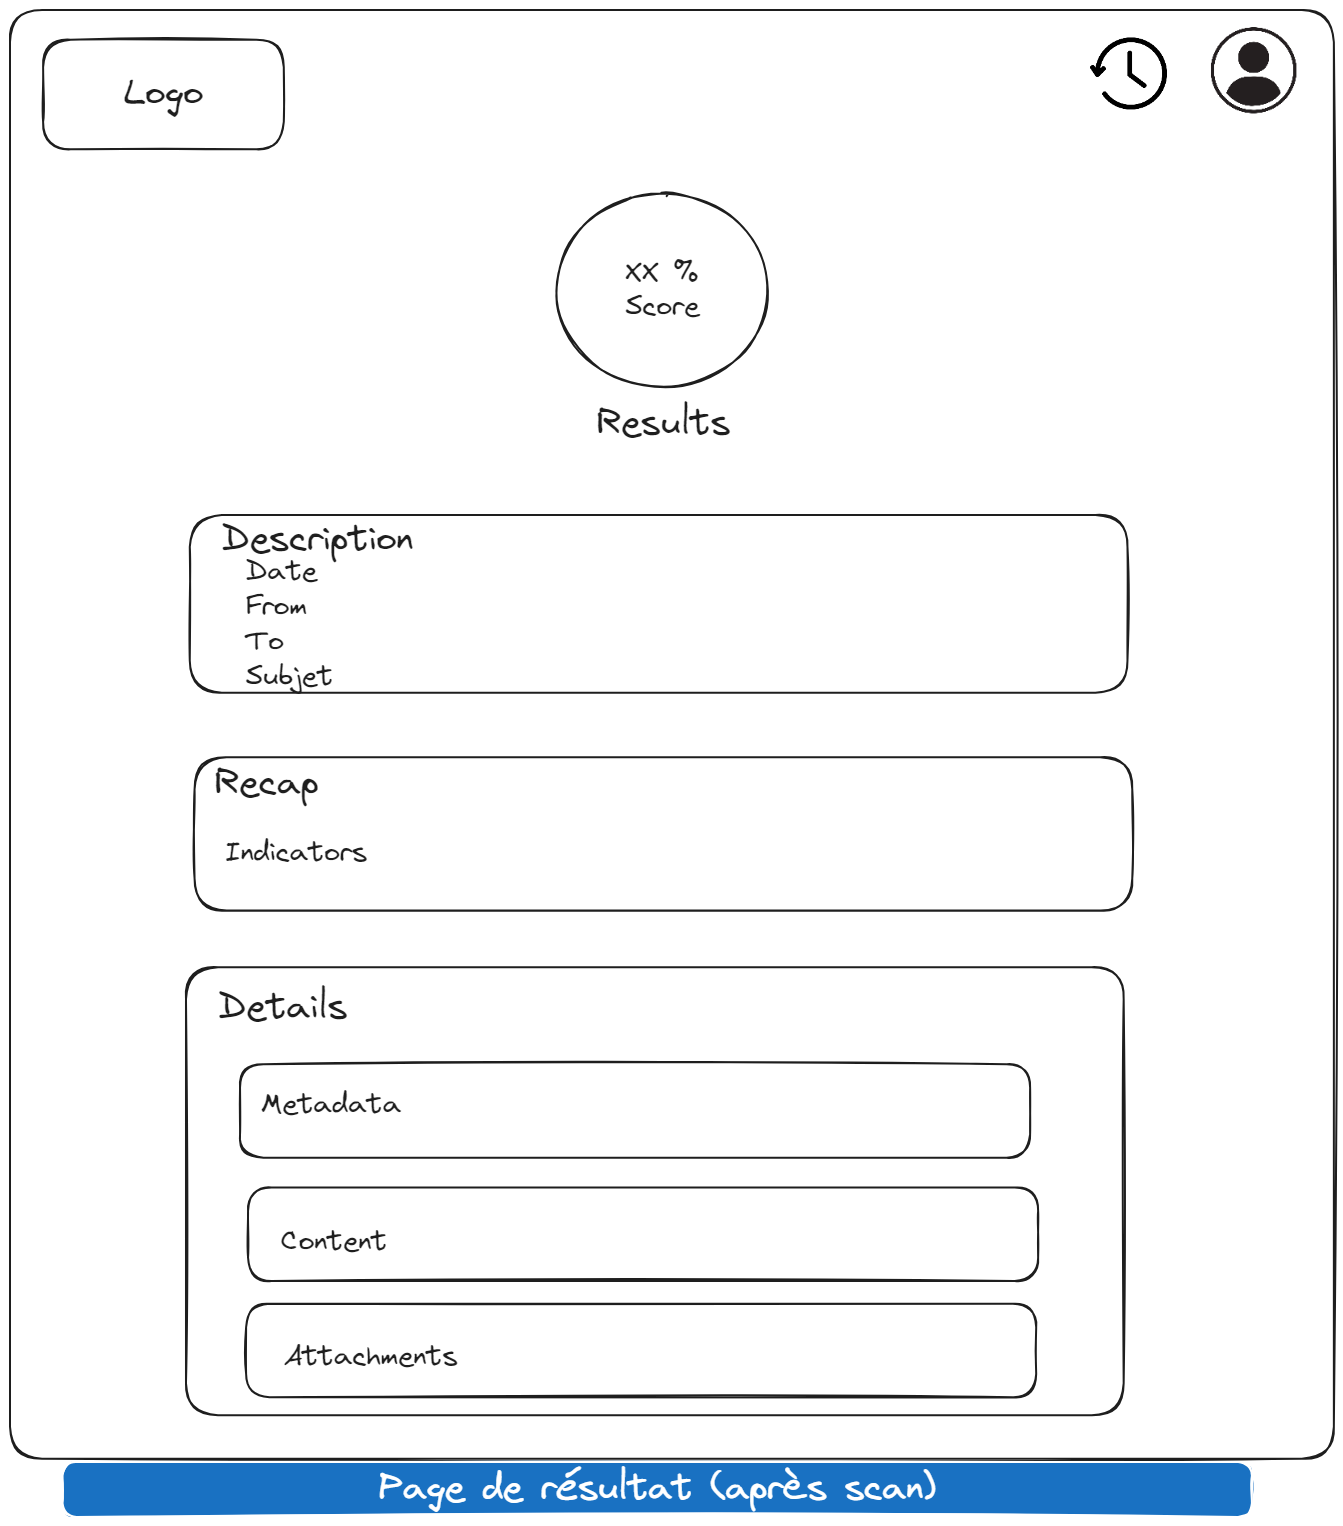 Logo
xx %
Score
Results
Description
Date
From
To
Subjet
Recap
Indicators
Details
Metadata
Content
Attachments
Page de résultat (après scan)